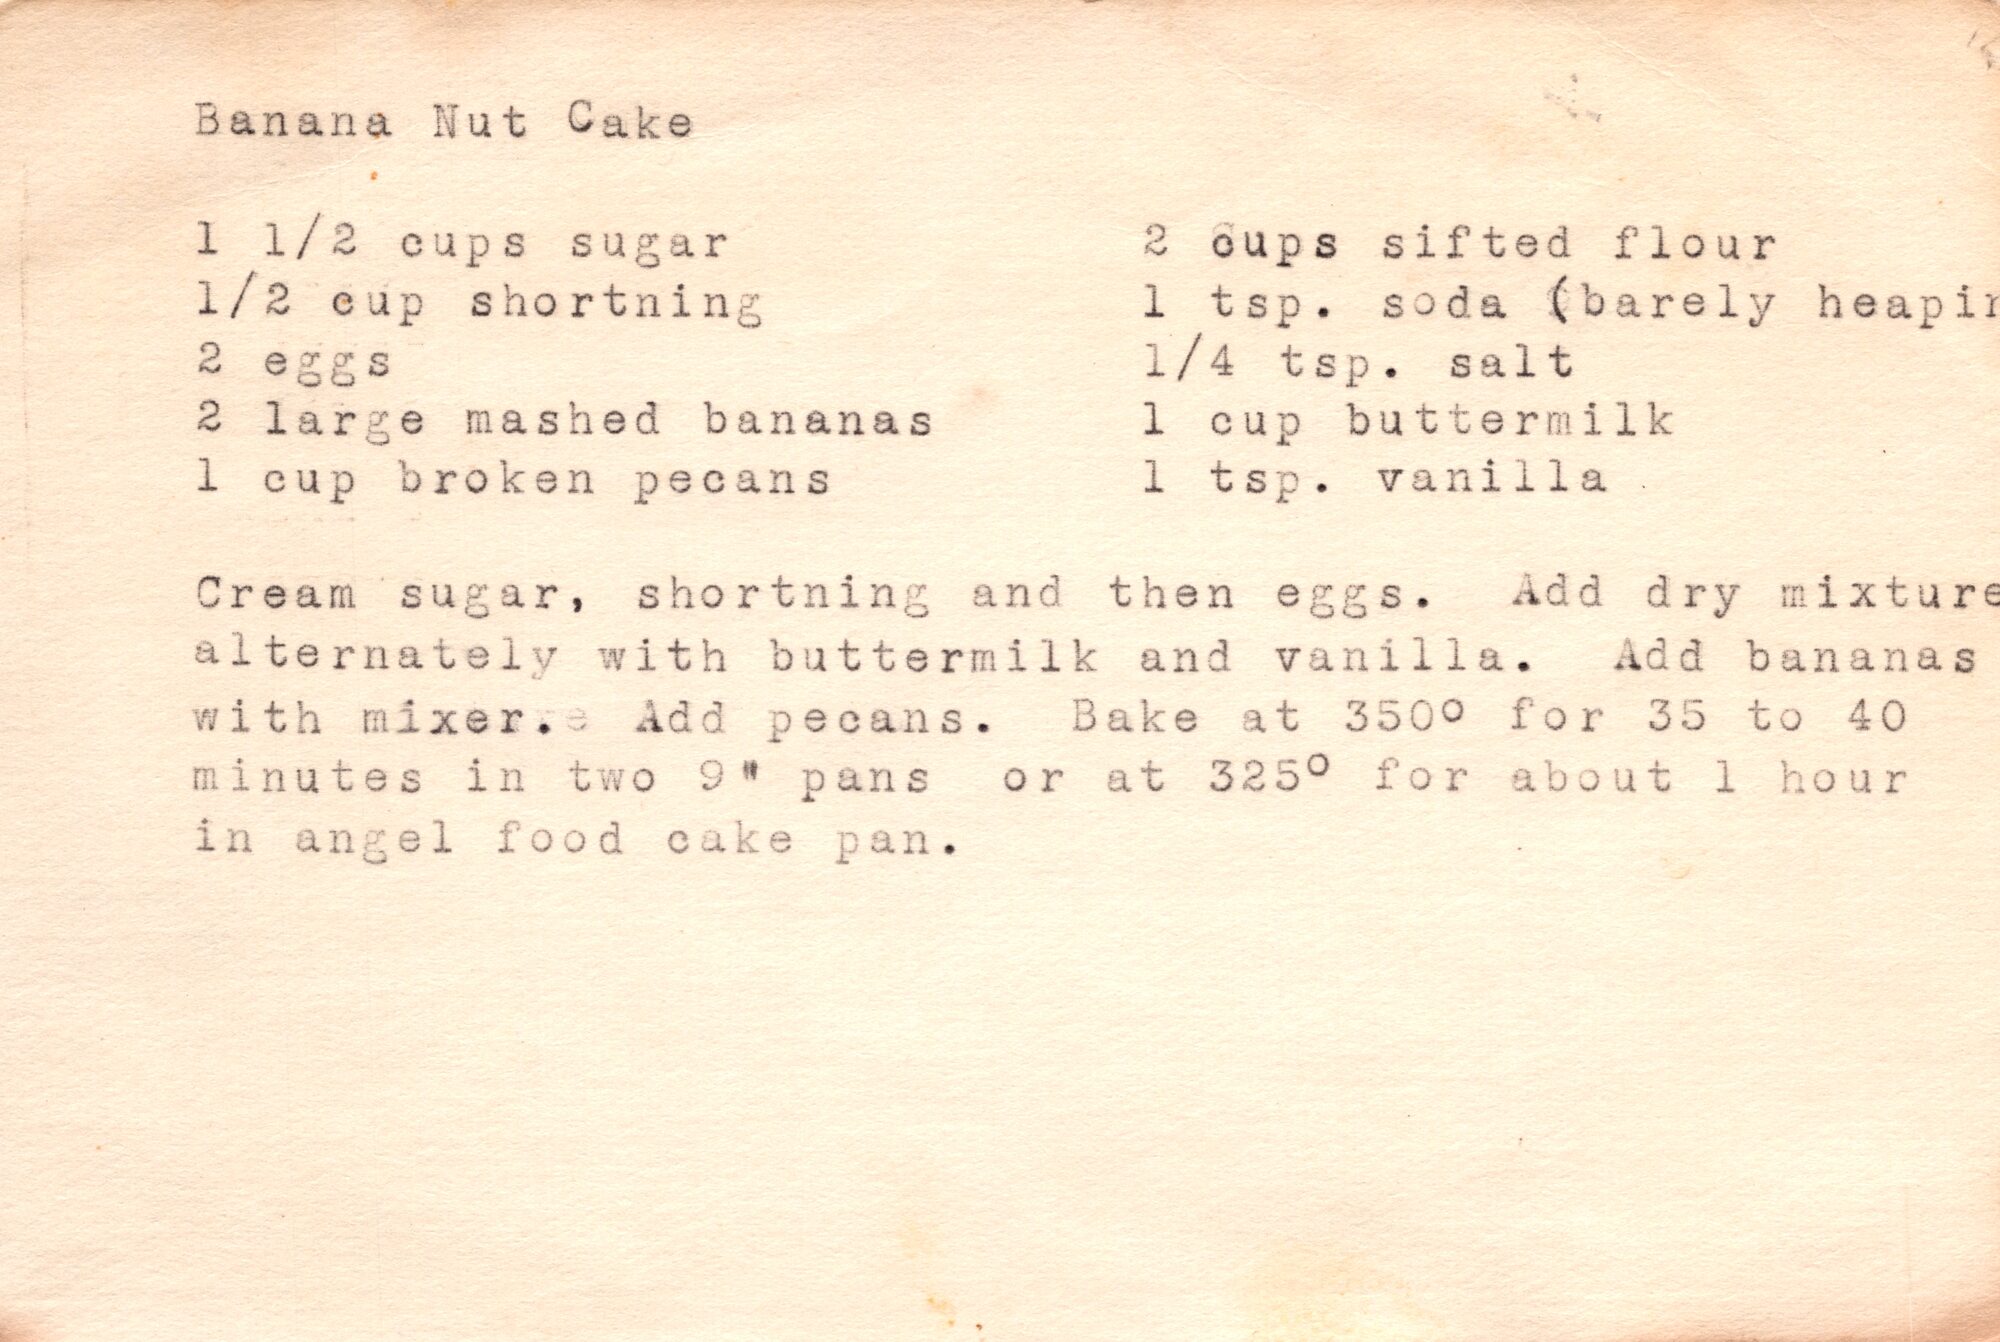 Banana Nut Cake
1 1/2 cups sugar
1/2 cup shortning
2 eggs
2 large mashed bananas
1 cup broken pecans
2 cups sifted flour
1 tsp. soda (barely heapin
1/4 tsp. salt
1 cup buttermilk
1 tsp. vanilla
Cream sugar, shortning and then eggs. Add dry mixture
alternately with buttermilk and vanilla. Add bananas
with mixer. Add pecans. Bake at 350º for 35 to 40
minutes in two 9" pans or at 325º for about 1 hour
in angel food cake pan.